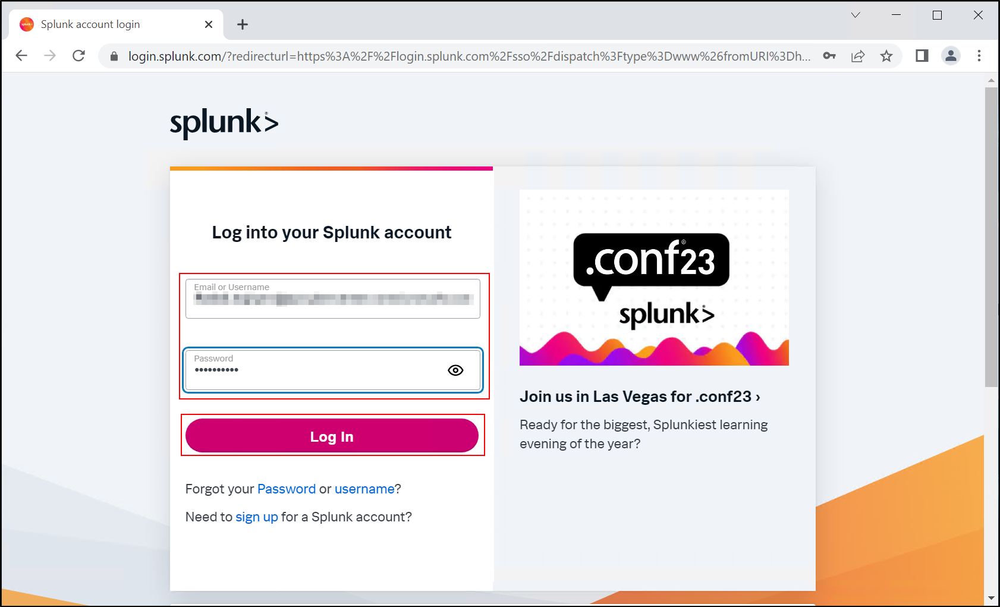 Splunk account login
login.splunk.com/?redirecturl=https%3A%2F%2Flogin.splunk.com%2Fsso%2Fdispatch%3Ftype%3Dwww%26fromURI%3Dh...
splunk>
Log into your Splunk account
Email or Username
Password
••••••••••
Log In
Forgot your Password or username?
Need to sign up for a Splunk account?
.conf23
splunk>
Join us in Las Vegas for .conf23 ›
Ready for the biggest, Splunkiest learning
evening of the year?